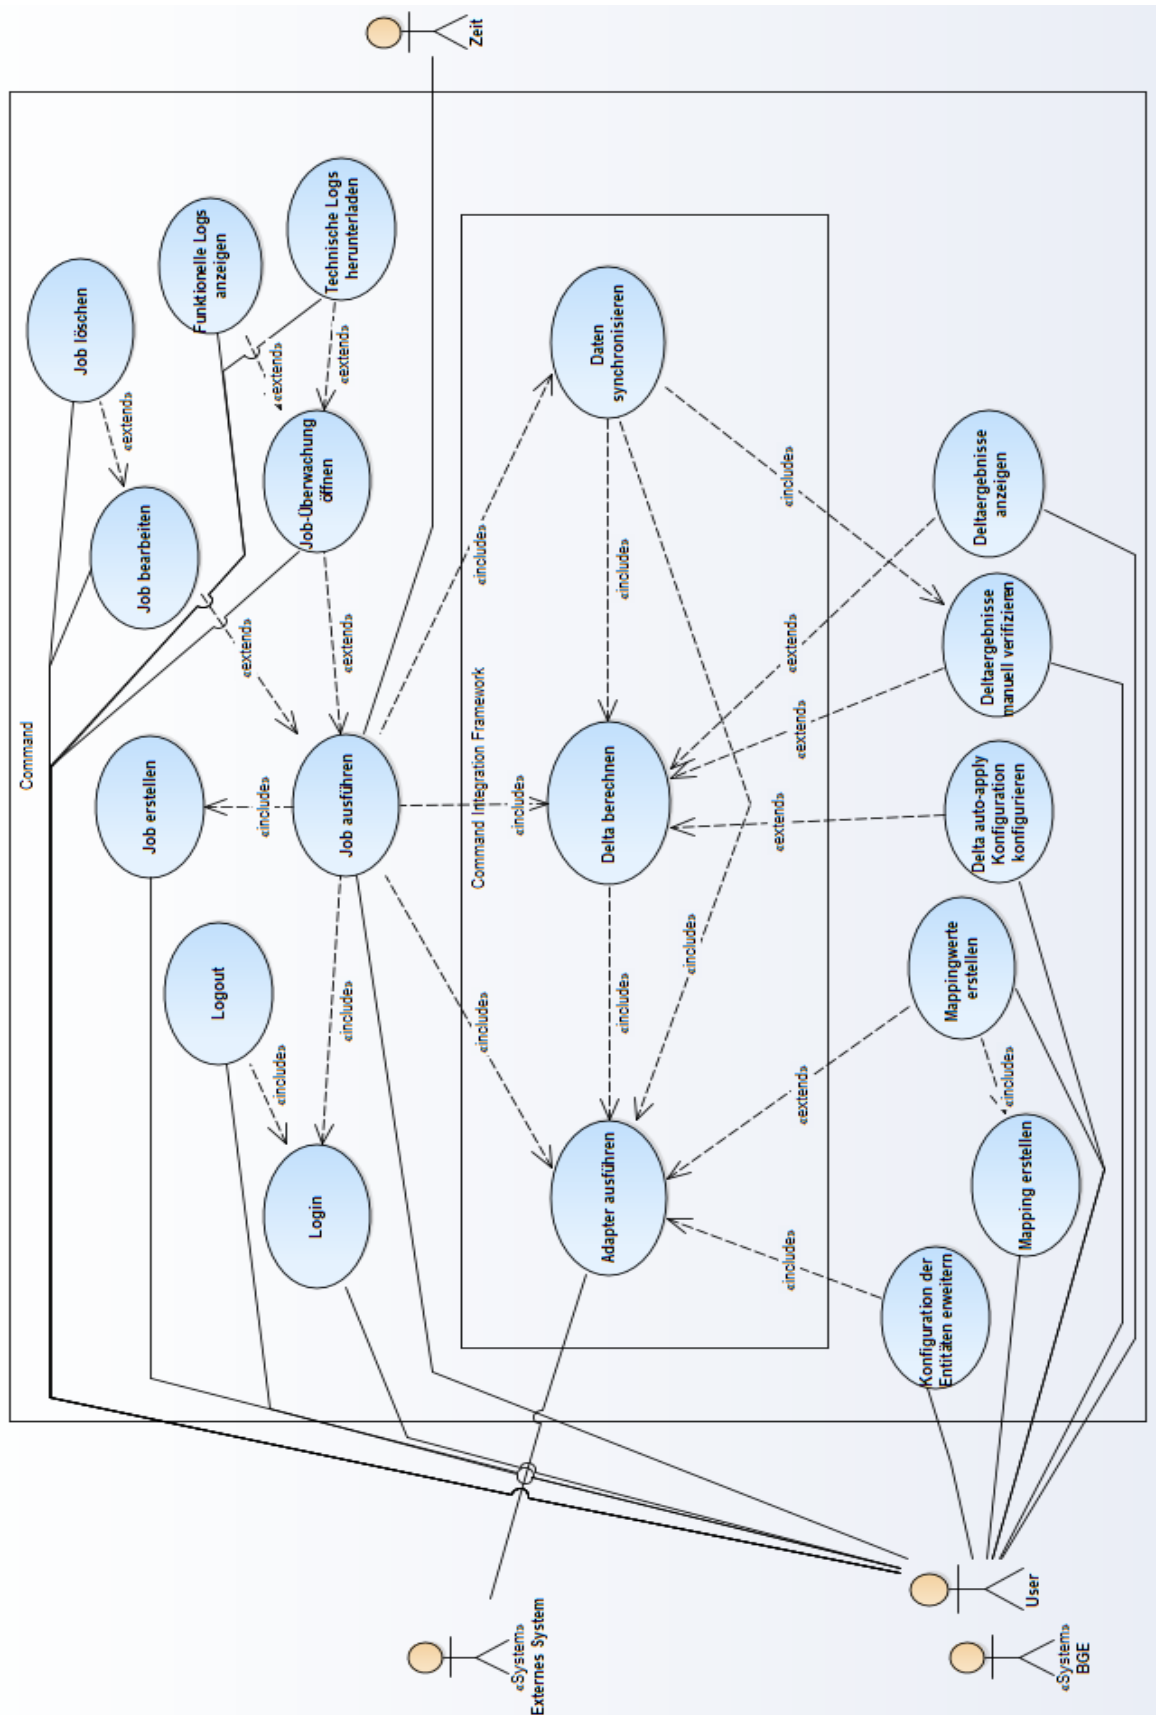 Command
Job löschen
«extend»
Job bearbeiten
«extend»
Funktionelle Logs
anzeigen
«extend»
Technische Logs
herunterladen
«extend»
Job-Überwachung
öffnen
«extend»
Zeit
Job erstellen
«include»
Job ausführen
«include»
«include»
«include»
«include»
Logout
«include»
Login
Command Integration Framework
Daten
synchronisieren
«include»
«include»
«include»
Delta berechnen
«include»
Adapter ausführen
Deltaergebnisse
anzeigen
«extend»
Deltaergebnisse
manuell verifizieren
«extend»
Delta auto-apply
Konfiguration
konfigurieren
«extend»
Mappingwerte
erstellen
«extend»
«include»
Mapping erstellen
Konfiguration der
Entitäten erweitern
«include»
«System»
Externes System
User
«System»
BGE